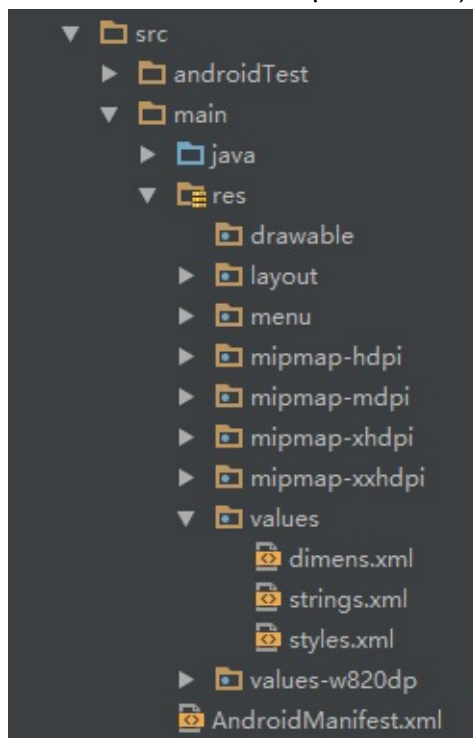 src
androidTest
main
java
res
drawable
layout
menu
mipmap-hdpi
mipmap-mdpi
mipmap-xhdpi
mipmap-xxhdpi
values
dimens.xml
strings.xml
styles.xml
values-w820dp
AndroidManifest.xml